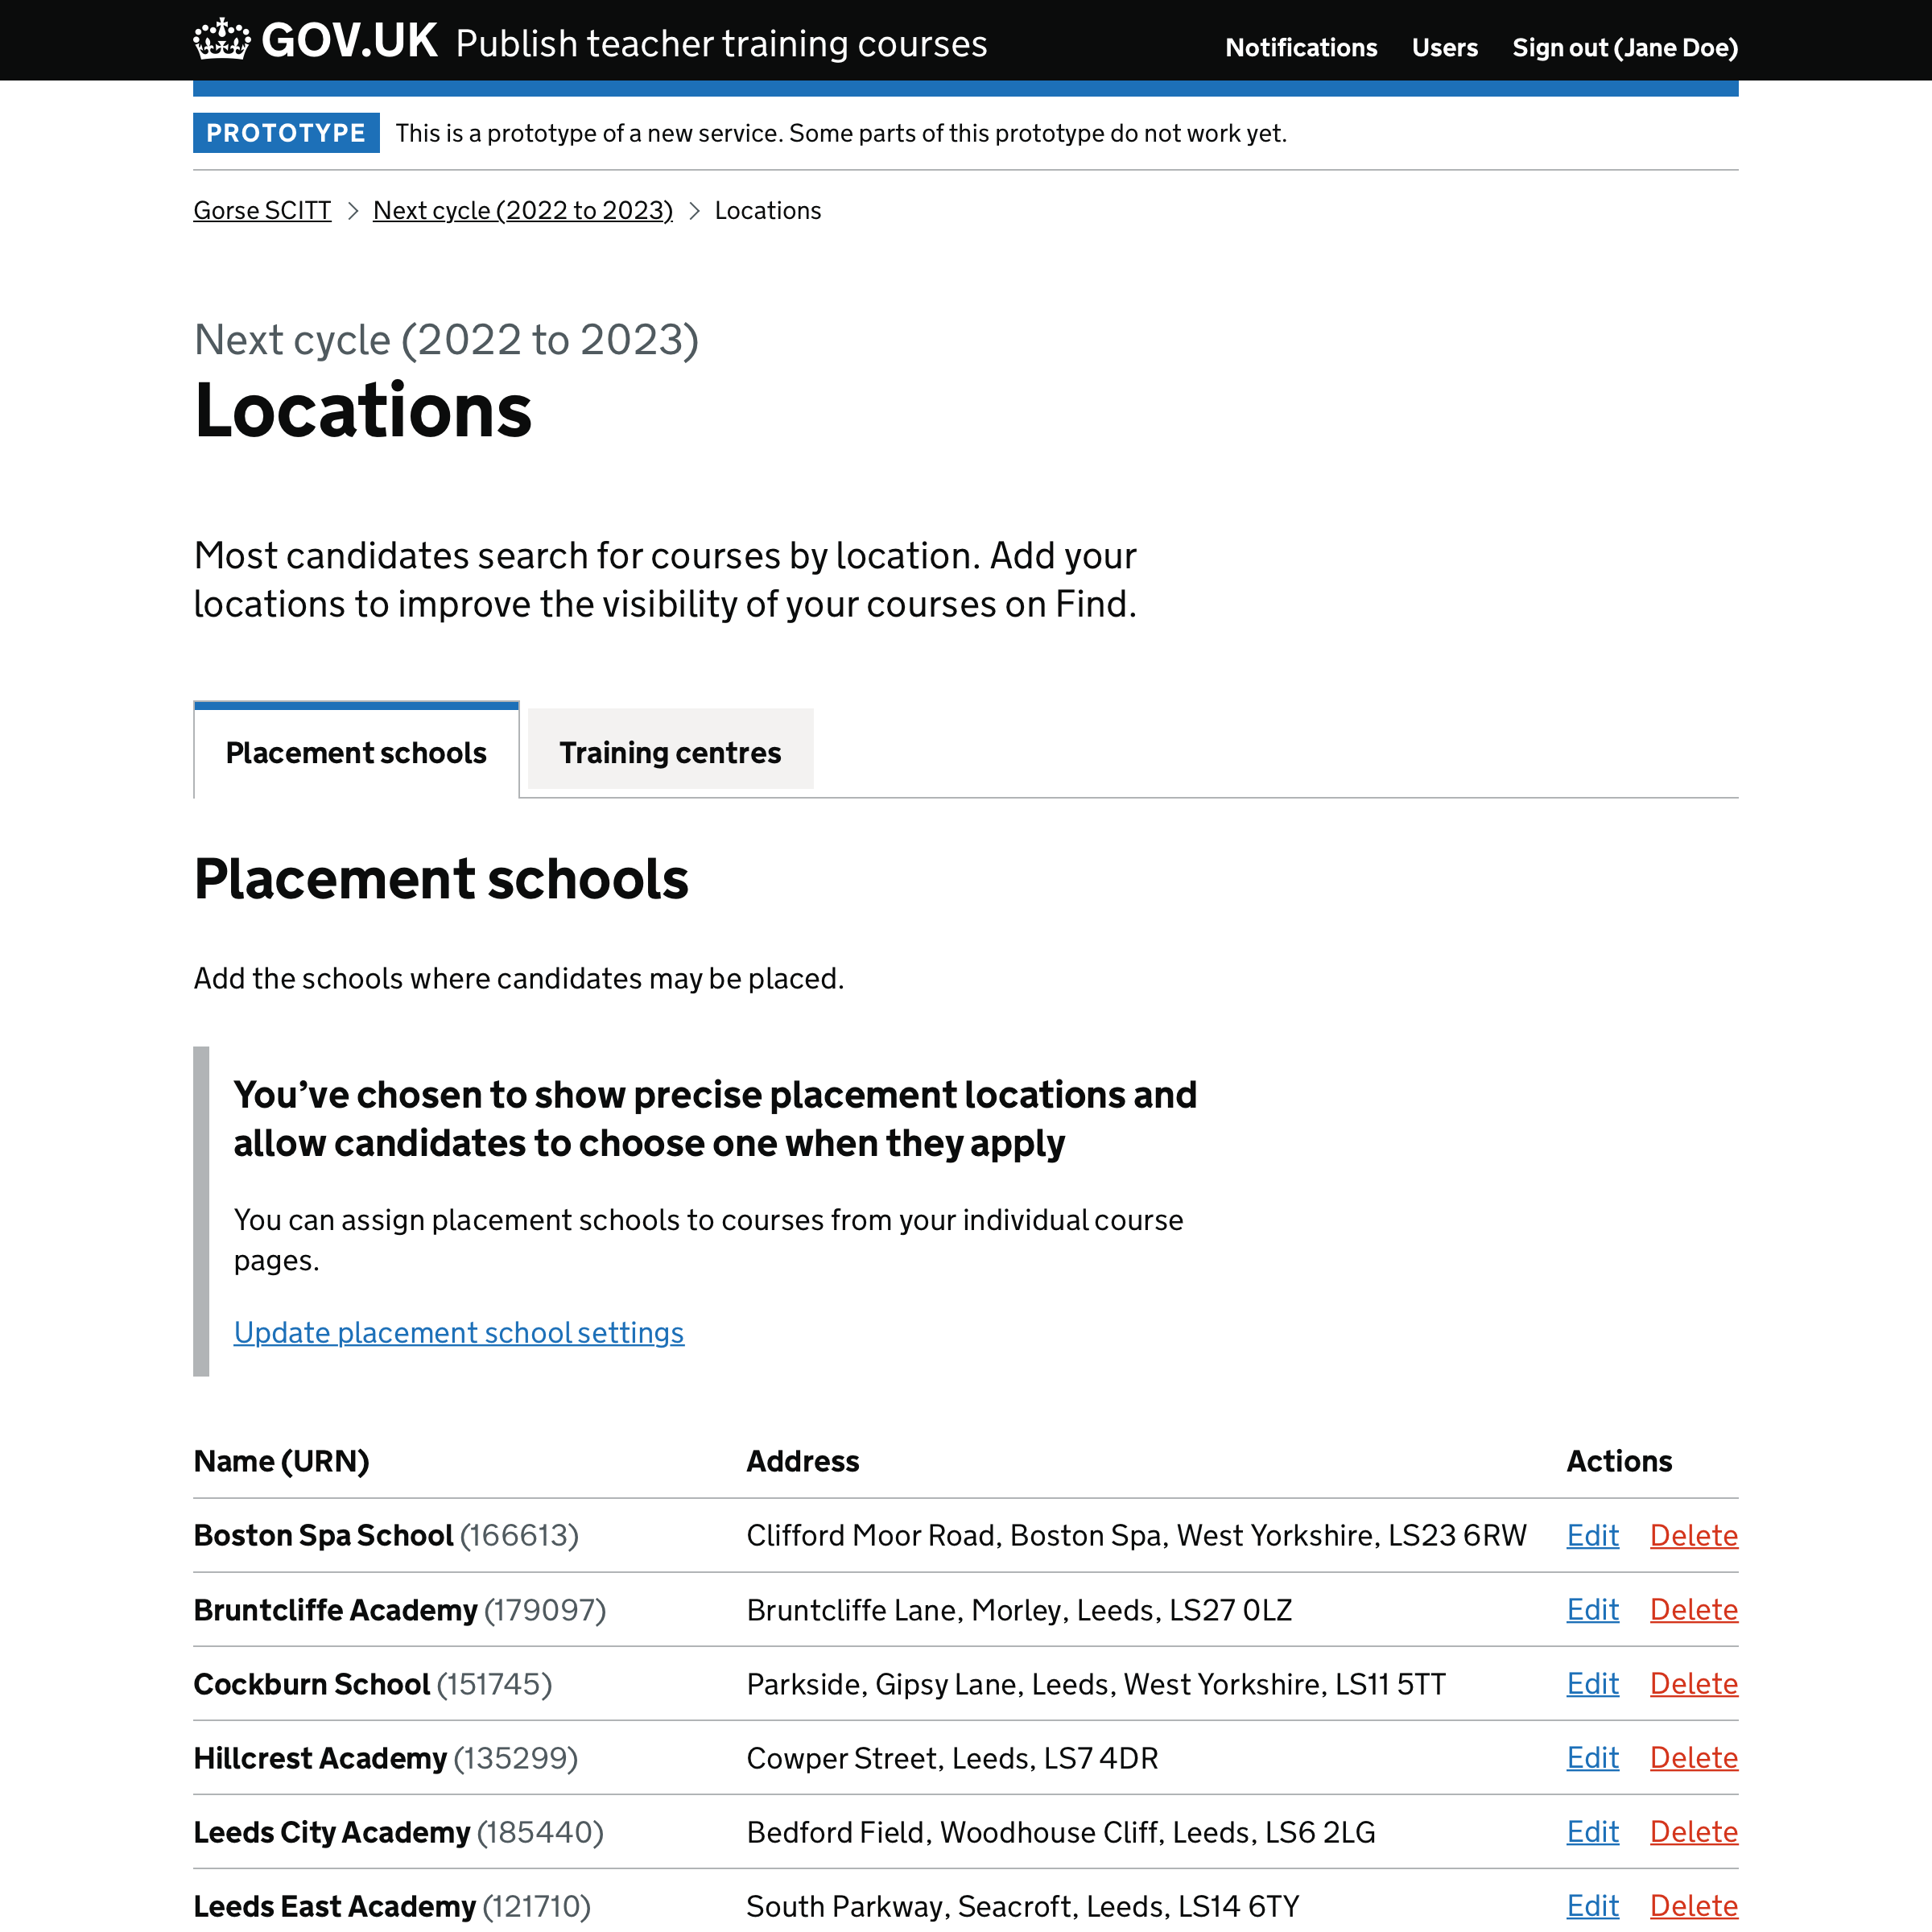 GOV.UK Publish teacher training courses Notifications Users Sign out (Jane Doe)
PROTOTYPE This is a prototype of a new service. Some parts of this prototype do not work yet.
Gorse SCITT Next cycle (2022 to 2023) Locations
Next cycle (2022 to 2023)
Locations
Most candidates search for courses by location. Add your
locations to improve the visibility of your courses on Find.
Placement schools Training centres
Placement schools
Add the schools where candidates may be placed.
You’ve chosen to show precise placement locations and
allow candidates to choose one when they apply
You can assign placement schools to courses from your individual course
pages.
Update placement school settings
Name (URN) Address Actions
Boston Spa School (166613) Clifford Moor Road, Boston Spa, West Yorkshire, LS23 6RW Edit Delete
Bruntcliffe Academy (179097) Bruntcliffe Lane, Morley, Leeds, LS27 0LZ Edit Delete
Cockburn School (151745) Parkside, Gipsy Lane, Leeds, West Yorkshire, LS11 5TT Edit Delete
Hillcrest Academy (135299) Cowper Street, Leeds, LS7 4DR Edit Delete
Leeds City Academy (185440) Bedford Field, Woodhouse Cliff, Leeds, LS6 2LG Edit Delete
Leeds East Academy (121710) South Parkway, Seacroft, Leeds, LS14 6TY Edit Delete